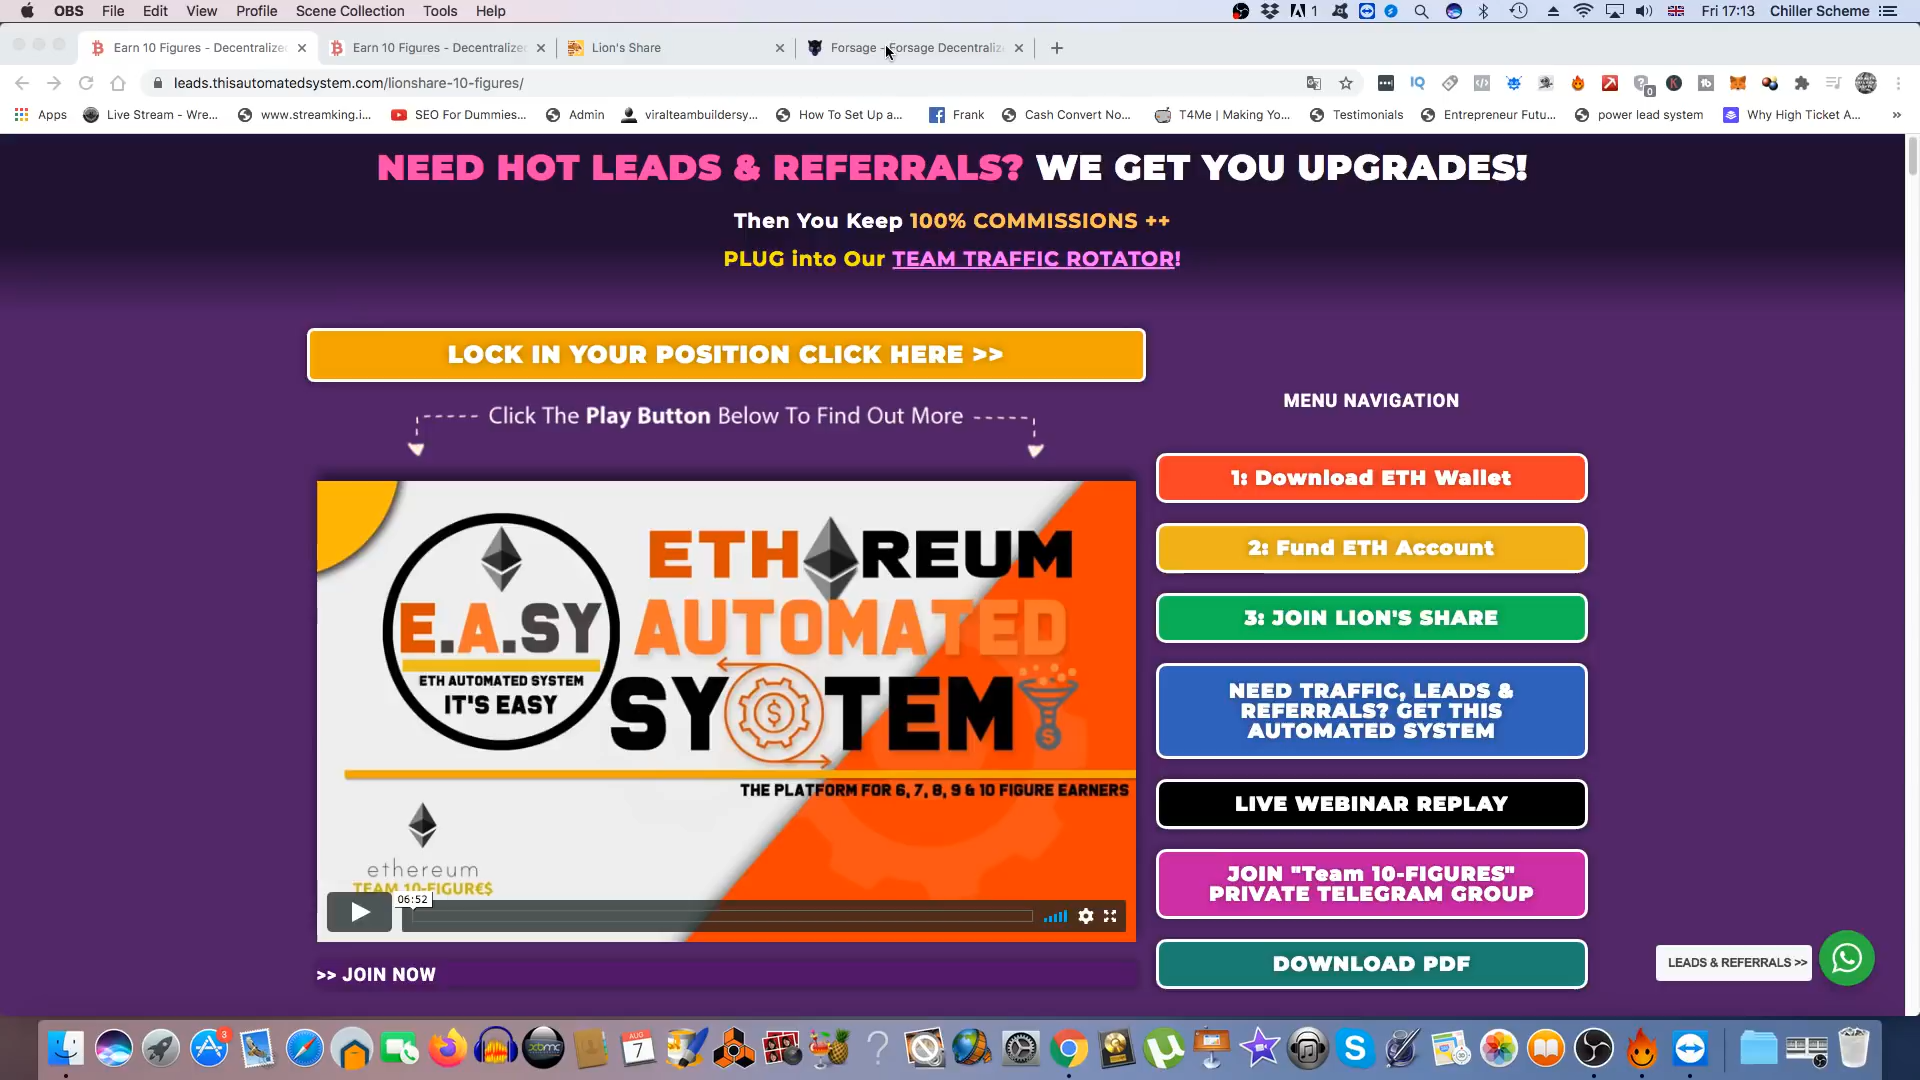 OBS File Edit View Profile Scene Collection Tools Help
1 Fri 17:13 Chiller Scheme
Earn 10 Figures - Decentralize
Earn 10 Figures - Decentralize
Lion's Share
Forsage - Forsage Decentraliz
leads.thisautomatedsystem.com/lionshare-10-figures/
Apps Live Stream - Wre... www.streamking.i... SEO For Dummies... Admin viralteambuildersy... How To Set Up a... Frank Cash Convert No... T4Me | Making Yo... Testimonials Entrepreneur Futu... power lead system Why High Ticket A... »
NEED HOT LEADS & REFERRALS? WE GET YOU UPGRADES!
Then You Keep 100% COMMISSIONS ++
PLUG into Our TEAM TRAFFIC ROTATOR!
LOCK IN YOUR POSITION CLICK HERE >>
Click The Play Button Below To Find Out More
E.A.SY
ETH AUTOMATED SYSTEM
IT'S EASY
ETHEREUM
AUTOMATED
SYSTEM
THE PLATFORM FOR 6, 7, 8, 9 & 10 FIGURE EARNERS
ethereum
TEAM 10-FIGUR€$
06:52
>> JOIN NOW
MENU NAVIGATION
1: Download ETH Wallet
2: Fund ETH Account
3: JOIN LION'S SHARE
NEED TRAFFIC, LEADS &
REFERRALS? GET THIS
AUTOMATED SYSTEM
LIVE WEBINAR REPLAY
JOIN "Team 10-FIGURES"
PRIVATE TELEGRAM GROUP
DOWNLOAD PDF
LEADS & REFERRALS >>
3
AUG
7